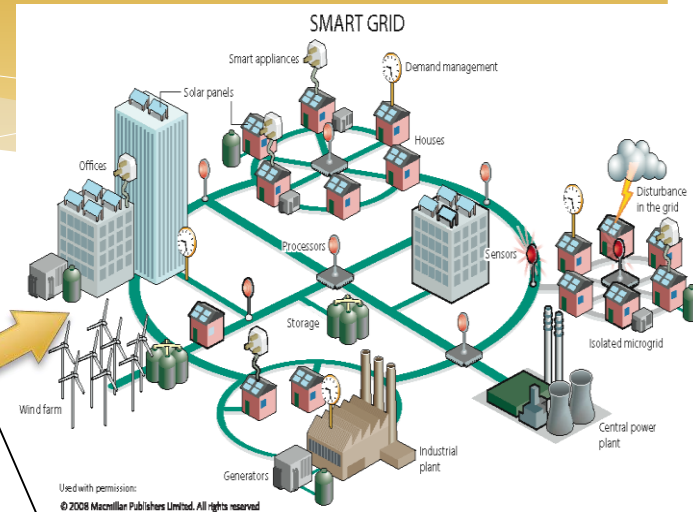 SMART GRID
Smart appliances
Demand management
Solar panels
Houses
Offices
Disturbance
in the grid
Processors
Sensors
Storage
Isolated microgrid
Wind farm
Central power
plant
Industrial
plant
Generators
Used with permission:
© 2008 Macmillan Publishers Limited. All rights reserved